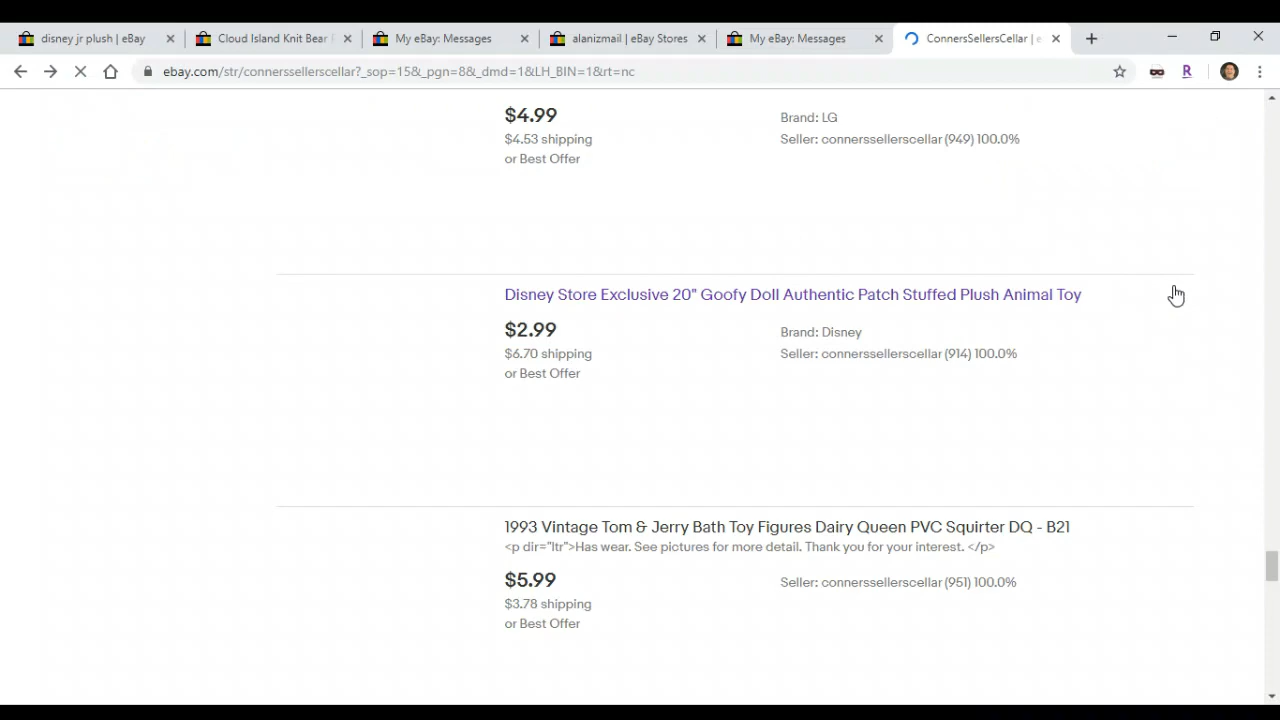 disney jr plush | eBay
Cloud Island Knit Bear
My eBay: Messages
alanizmail | eBay Stores
My eBay: Messages
ConnersSellersCellar | e
ebay.com/str/connerssellerscellar?_sop=15&_pgn=8&_dmd=1&LH_BIN=1&rt=nc
R
$4.99
Brand: LG
$4.53 shipping
Seller: connerssellerscellar (949) 100.0%
or Best Offer
Disney Store Exclusive 20" Goofy Doll Authentic Patch Stuffed Plush Animal Toy
$2.99
Brand: Disney
$6.70 shipping
Seller: connerssellerscellar (914) 100.0%
or Best Offer
1993 Vintage Tom & Jerry Bath Toy Figures Dairy Queen PVC Squirter DQ - B21
<p dir="ltr">Has wear. See pictures for more detail. Thank you for your interest. </p>
$5.99
Seller: connerssellerscellar (951) 100.0%
$3.78 shipping
or Best Offer